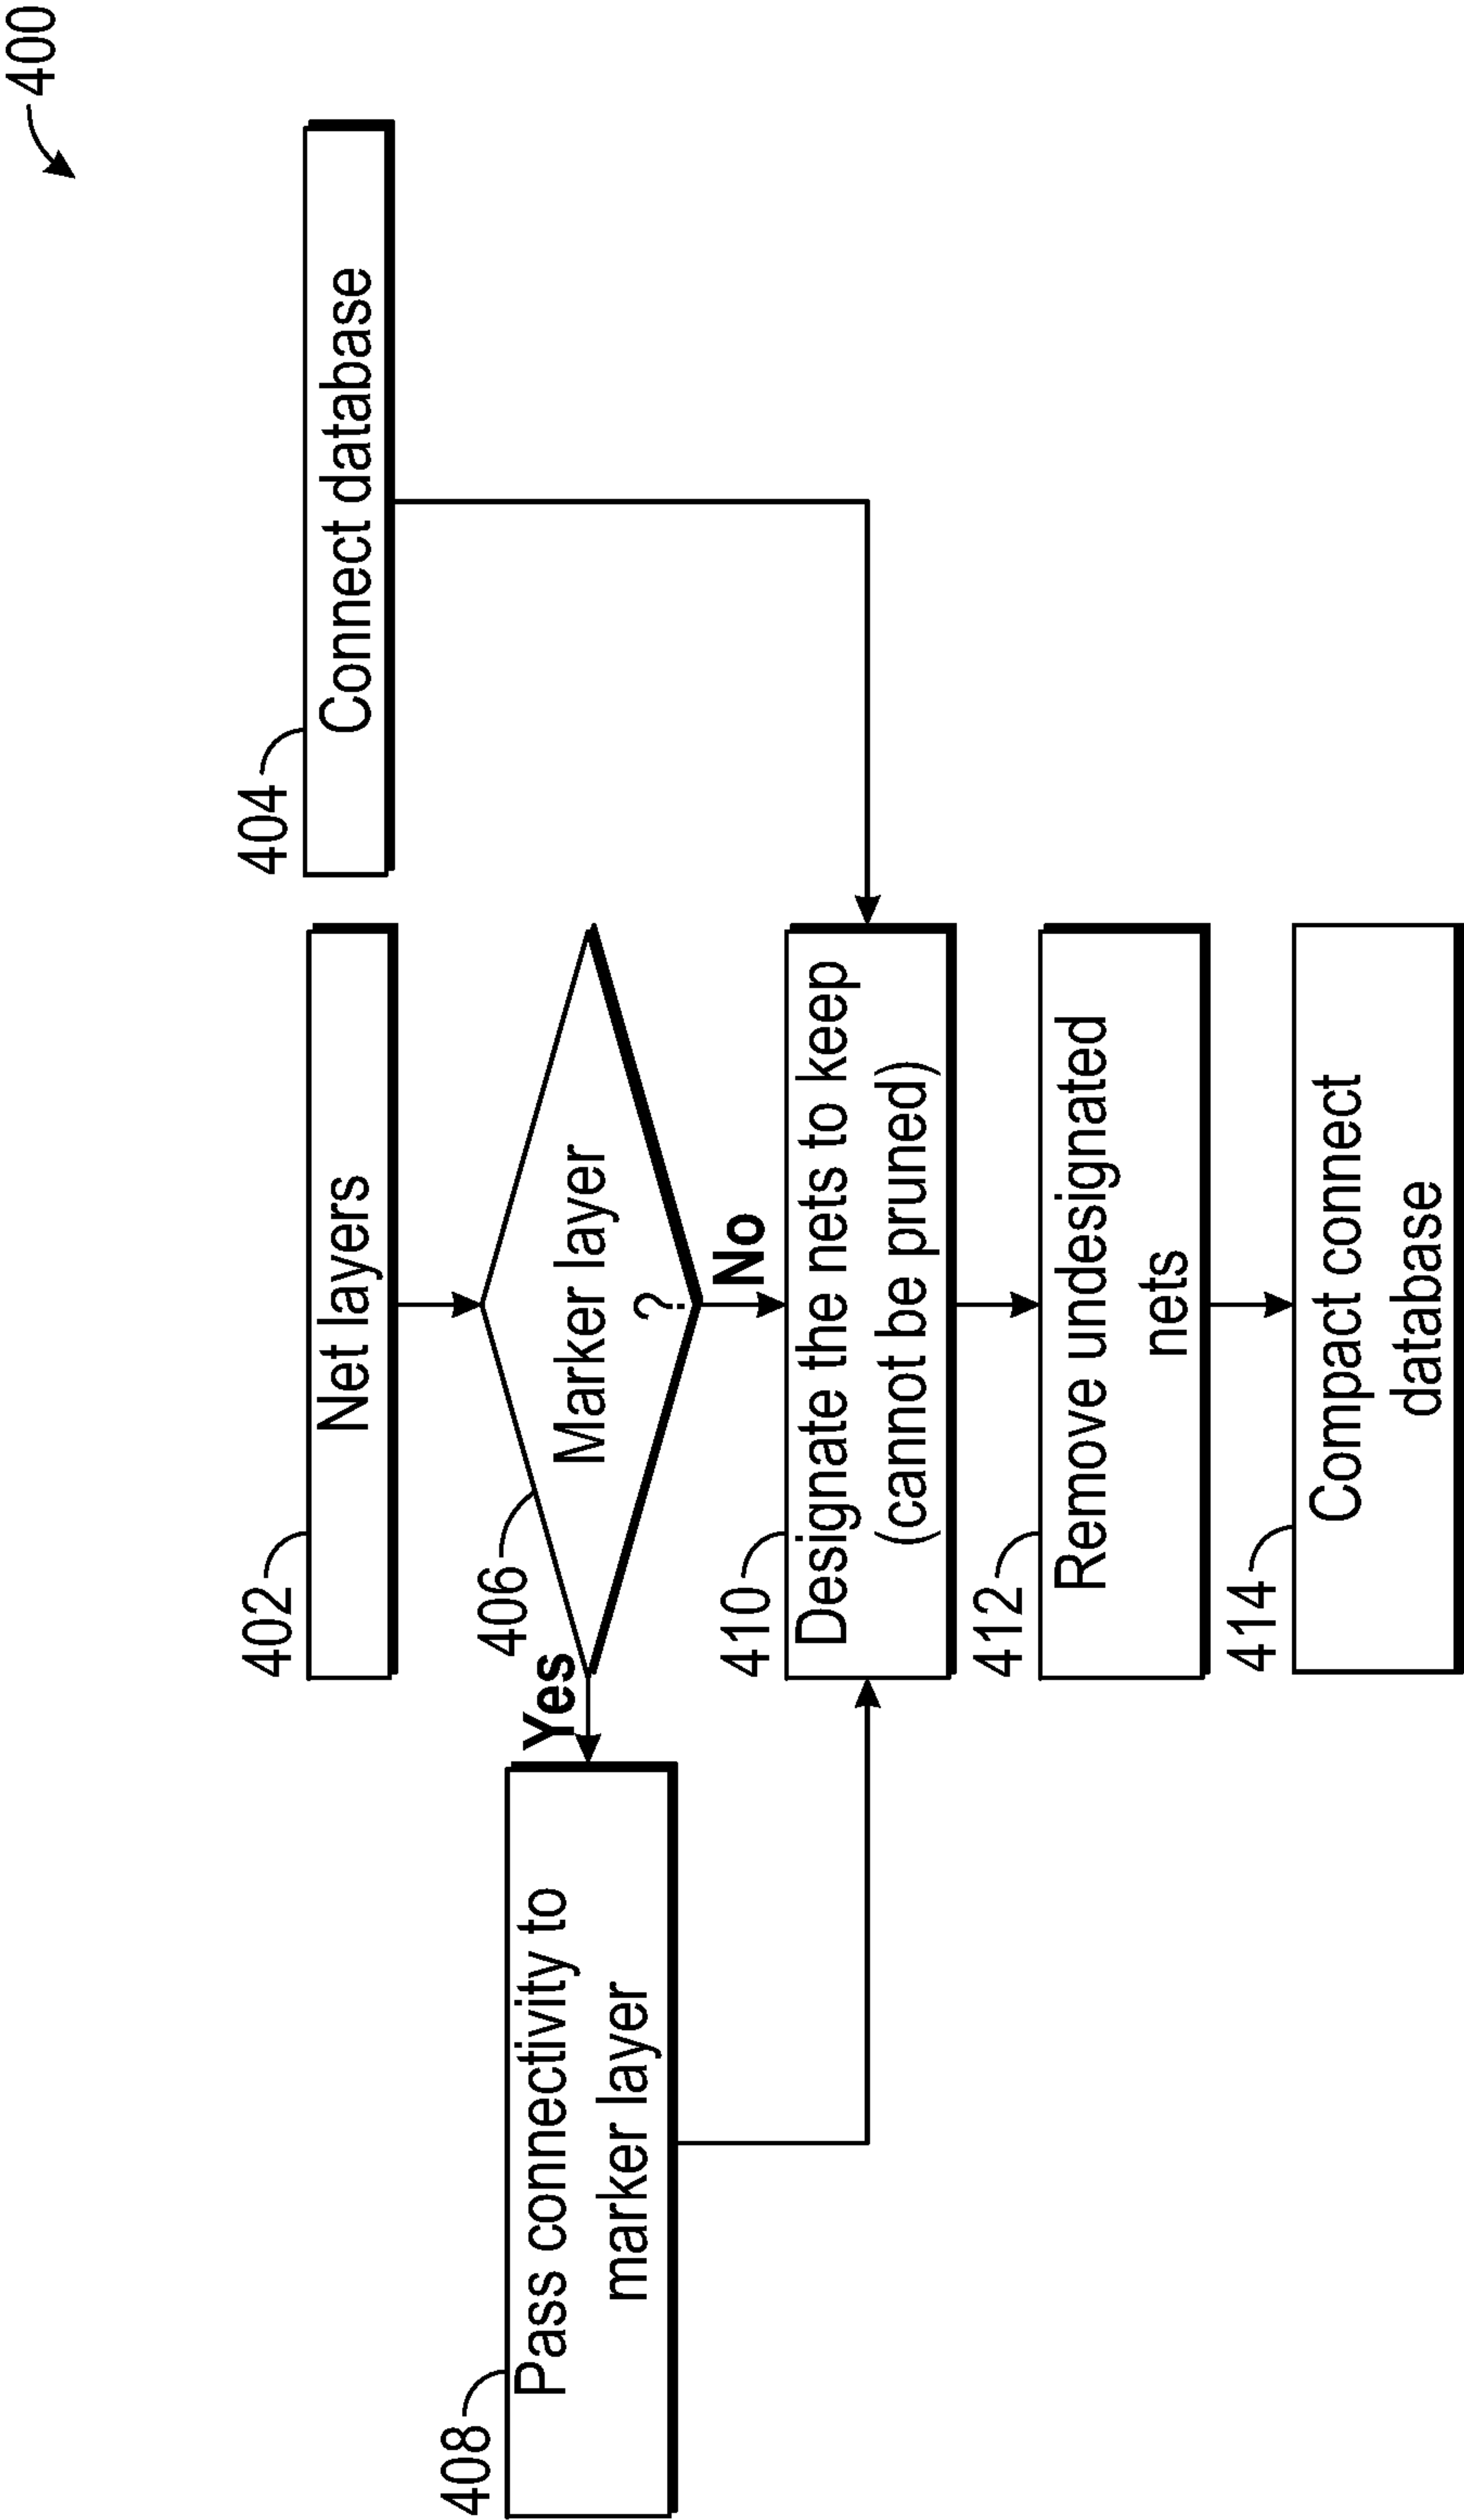 400
402
Net layers
404
Connect database
406
Marker layer
?
Yes
No
408
Pass connectivity to
marker layer
410
Designate the nets to keep
(cannot be pruned)
412
Remove undesignated
nets
414
Compact connect
database